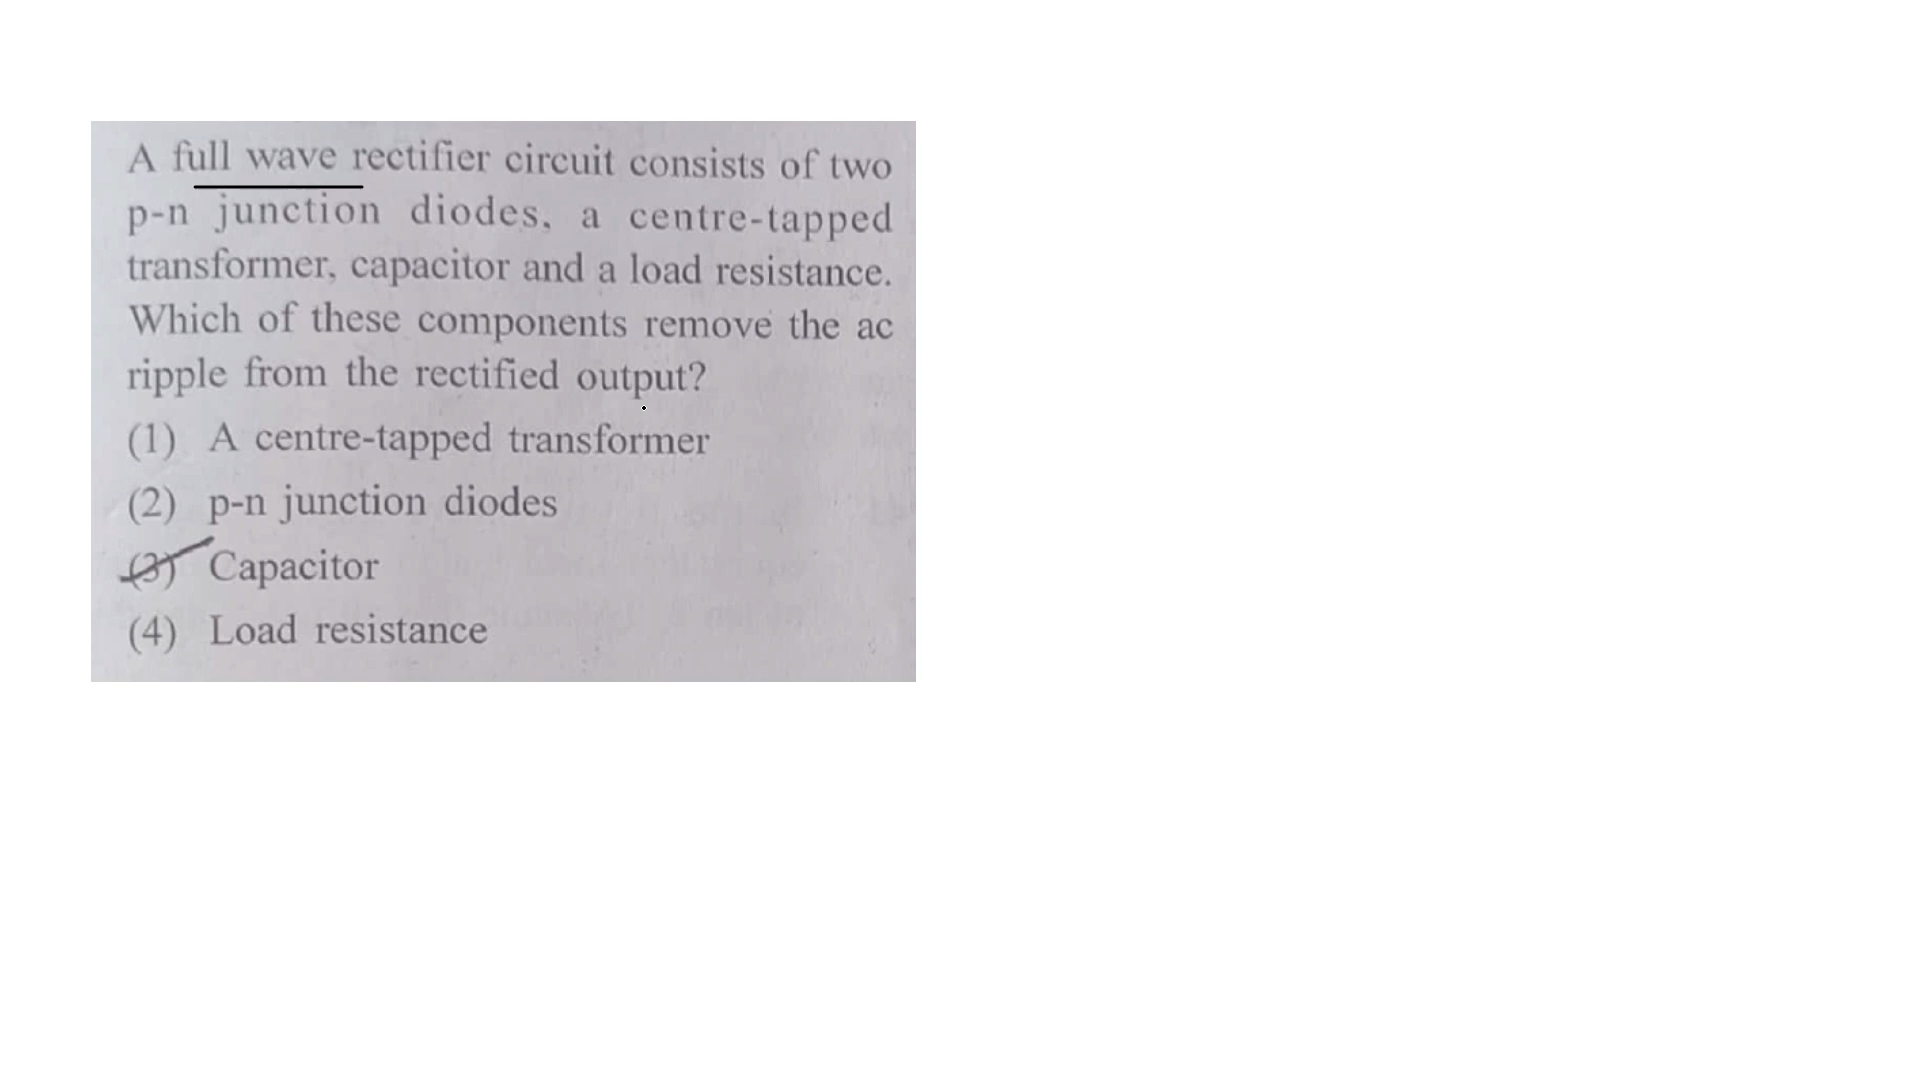 A full wave rectifier circuit consists of two
p-n junction diodes, a centre-tapped
transformer, capacitor and a load resistance.
Which of these components remove the ac
ripple from the rectified output?
(1) A centre-tapped transformer
(2) p-n junction diodes
(3) Capacitor
(4) Load resistance